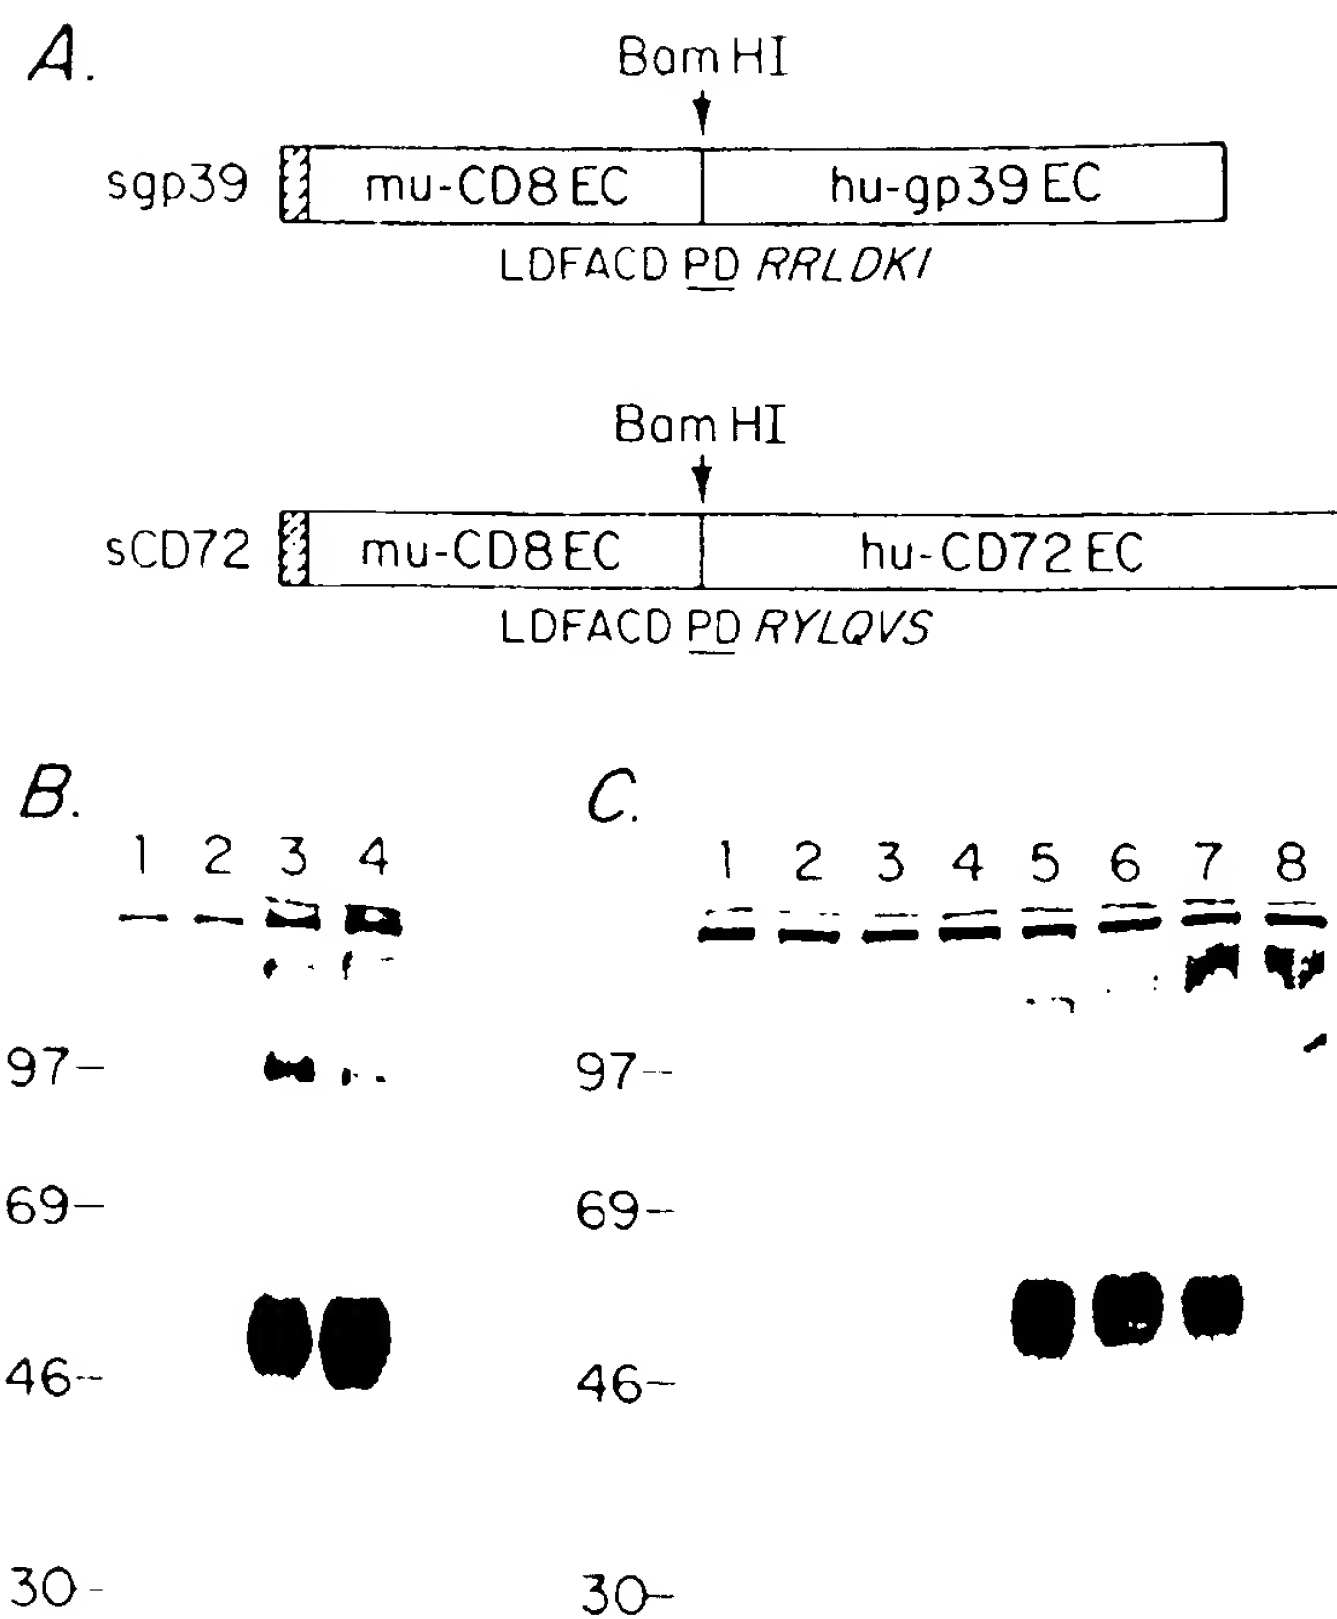 A.
Bam HI
sgp39 mu-CD8 EC hu-gp39 EC
LDFACD PD RRLDKI
Bam HI
sCD72 mu-CD8 EC hu-CD72 EC
LDFACD PD RYLQVS
B.
1 2 3 4
97-
69-
46-
30-
C.
1 2 3 4 5 6 7 8
97-
69-
46-
30-